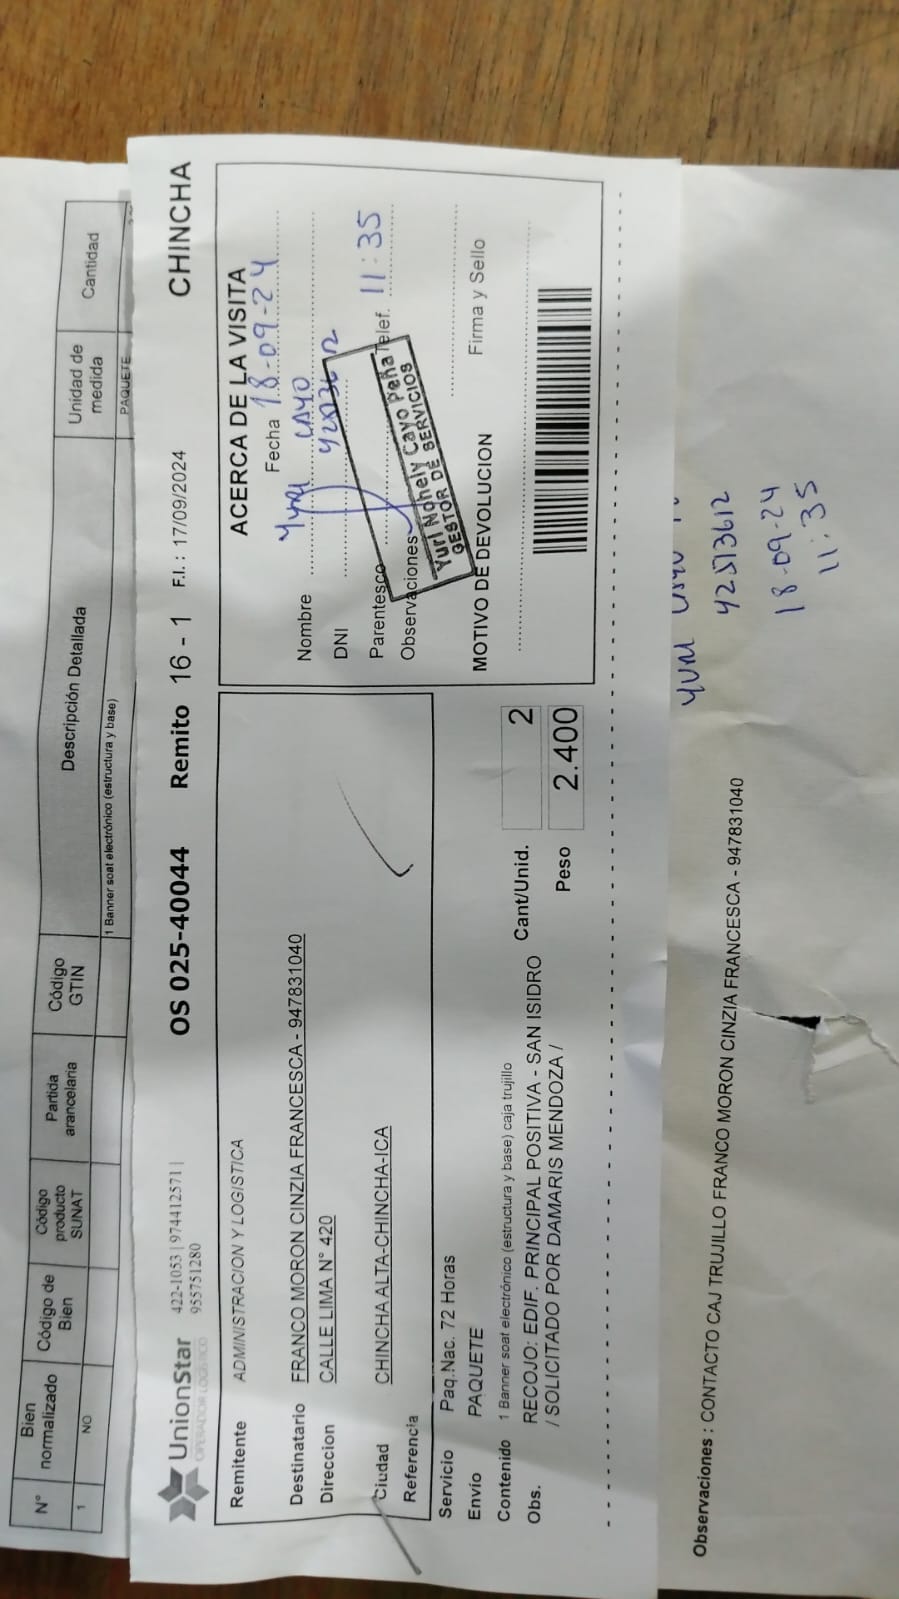 N° Bien normalizado Código de Bien Código producto SUNAT Partida arancelaria Código GTIN Descripción Detallada Unidad de medida Cantidad
1 NO 1 Banner soat electrónico (estructura y base) PAQUETE
UnionStar 422-1053 | 974412571 | OS 025-40044 Remito 16 - 1 F.I.: 17/09/2024 CHINCHA
OPERADOR LOGÍSTICO 955751280
Remitente ADMINISTRACION Y LOGISTICA
Destinatario FRANCO MORON CINZIA FRANCESCA - 947831040
Direccion CALLE LIMA N° 420
Ciudad CHINCHA ALTA-CHINCHA-ICA
Referencia
Servicio Paq.Nac. 72 Horas
Envío PAQUETE
Contenido 1 Banner soat electrónico (estructura y base) caja trujillo
Obs. RECOJO: EDIF. PRINCIPAL POSITIVA - SAN ISIDRO
/ SOLICITADO POR DAMARIS MENDOZA /
Cant/Unid. 2
Peso 2.400
ACERCA DE LA VISITA
Fecha 18-09-24
Nombre Yuri CAYO
DNI
Parentesco Telef. 11:35
Observaciones
Yuri Nohely Cayo Peña
GESTOR DE SERVICIOS
Firma y Sello
MOTIVO DE DEVOLUCION
Observaciones : CONTACTO CAJ TRUJILLO FRANCO MORON CINZIA FRANCESCA - 947831040
YURI
42513612
18-09-24
11:35